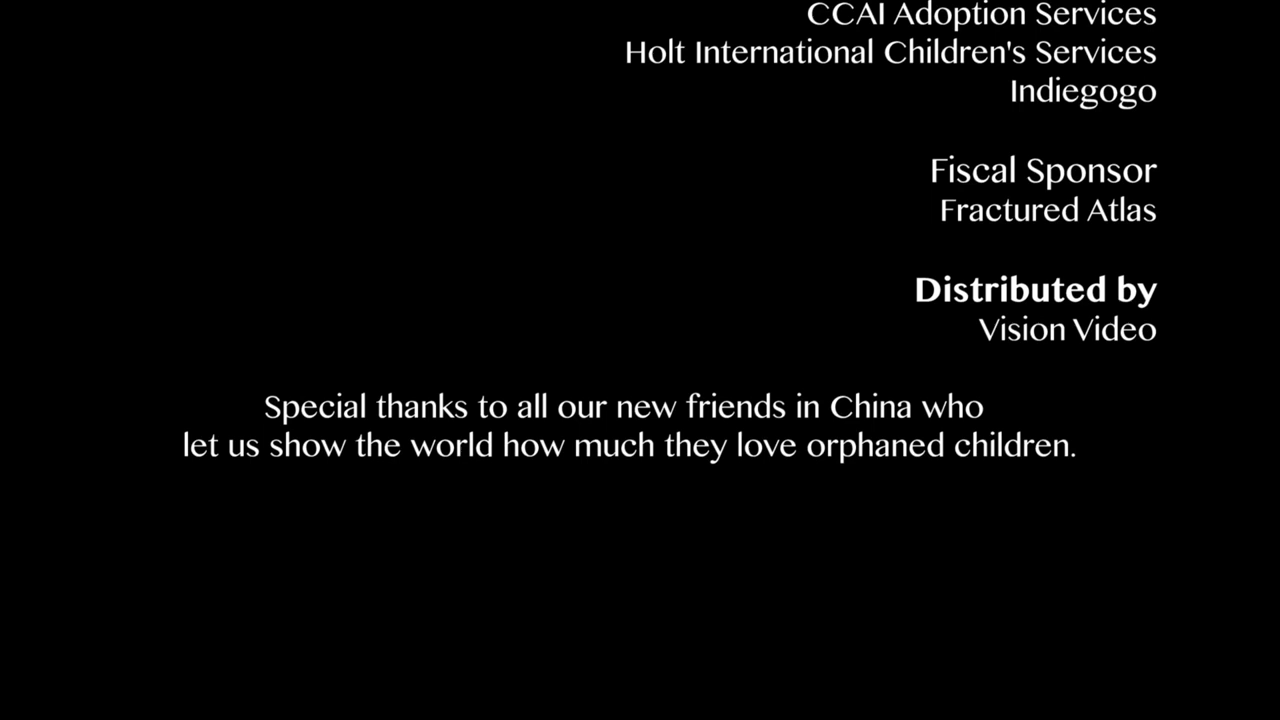 CCAI Adoption Services
Holt International Children's Services
Indiegogo
Fiscal Sponsor
Fractured Atlas
Distributed by
Vision Video
Special thanks to all our new friends in China who
let us show the world how much they love orphaned children.